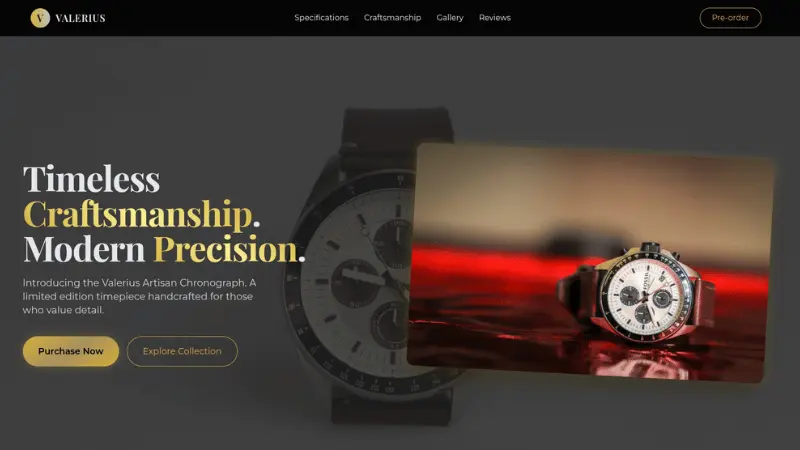 V VALERIUS
Specifications Craftsmanship Gallery Reviews
Pre-order
Timeless
Craftsmanship.
Modern Precision.
Introducing the Valerius Artisan Chronograph. A
limited edition timepiece handcrafted for those
who value detail.
Purchase Now Explore Collection
FOSSIL